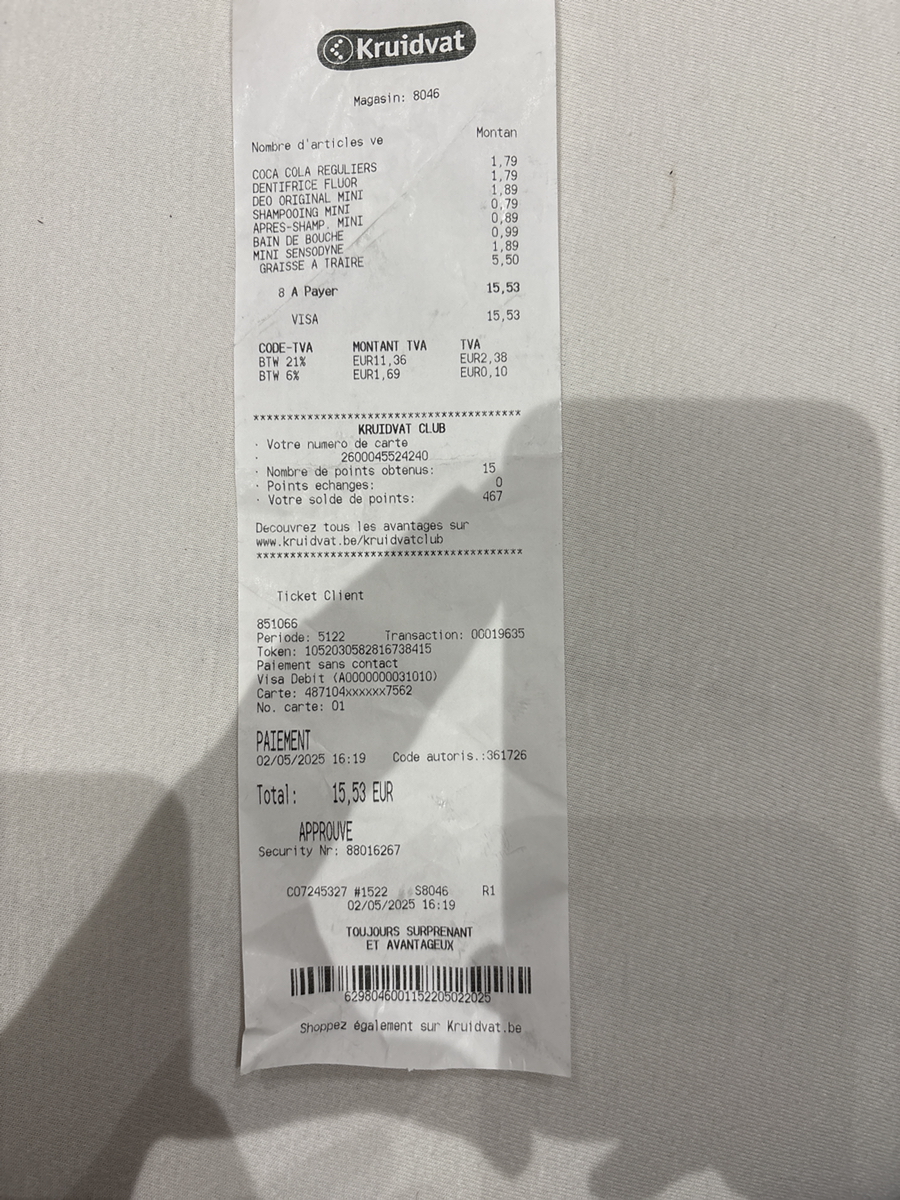 Kruidvat
Magasin: 8046
Nombre d'articles ve Montan
COCA COLA REGULIERS 1,79
DENTIFRICE FLUOR 1,79
DEO ORIGINAL MINI 1,89
SHAMPOOING MINI 0,79
APRES-SHAMP. MINI 0,89
BAIN DE BOUCHE 0,99
MINI SENSODYNE 1,89
GRAISSE A TRAIRE 5,50
8 A Payer 15,53
VISA 15,53
CODE-TVA MONTANT TVA TVA
BTW 21% EUR11,36 EUR2,38
BTW 6% EUR1,69 EUR0,10
****************************************
KRUIDVAT CLUB
· Votre numero de carte
· 2600045524240
· Nombre de points obtenus: 15
· Points echanges: 0
· Votre solde de points: 467
Decouvrez tous les avantages sur
www.kruidvat.be/kruidvatclub
****************************************
Ticket Client
851066
Periode: 5122 Transaction: 00019635
Token: 1052030582816738415
Paiement sans contact
Visa Debit (A0000000031010)
Carte: 487104xxxxxx7562
No. carte: 01
PAIEMENT
02/05/2025 16:19 Code autoris.:361726
Total: 15,53 EUR
APPROUVE
Security Nr: 88016267
C07245327 #1522 S8046 R1
02/05/2025 16:19
TOUJOURS SURPRENANT
ET AVANTAGEUX
6298046001152205022025
Shoppez également sur Kruidvat.be